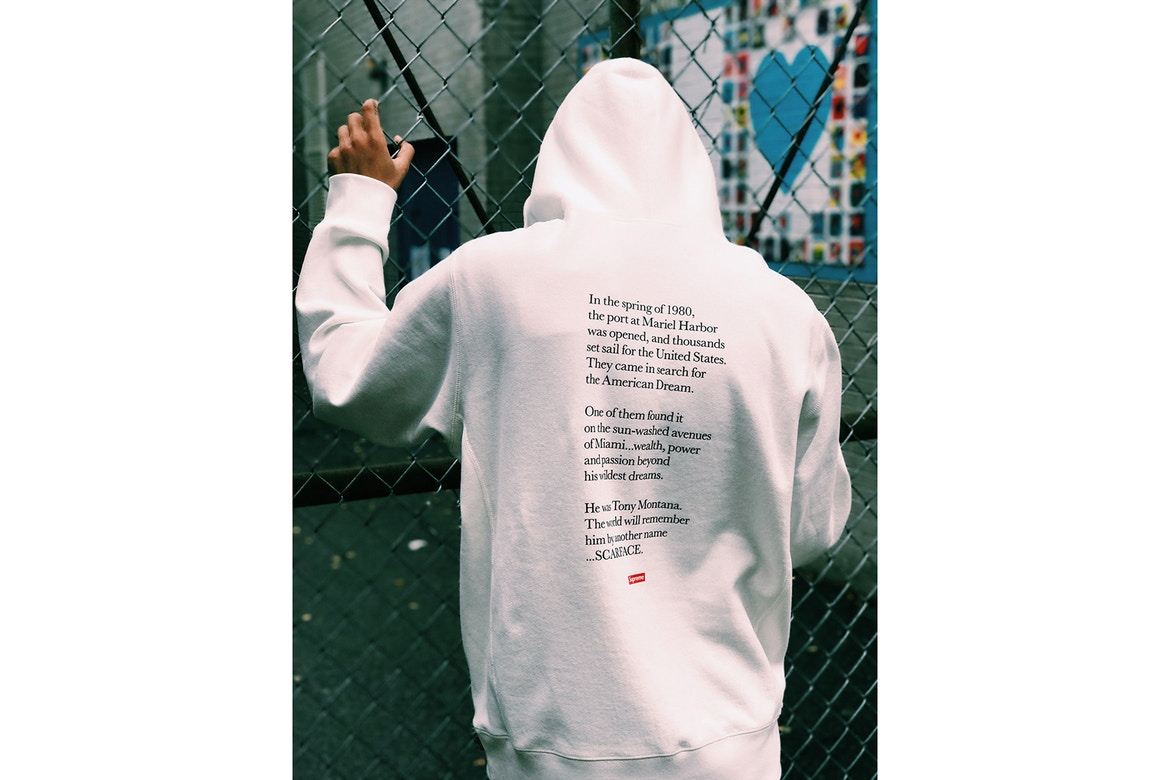 In the spring of 1980,
the port at Mariel Harbor
was opened, and thousands
set sail for the United States.
They came in search for
the American Dream.
One of them found it
on the sun-washed avenues
of Miami...wealth, power
and passion beyond
his wildest dreams.
He was Tony Montana.
The world will remember
him by another name
...SCARFACE.
Supreme